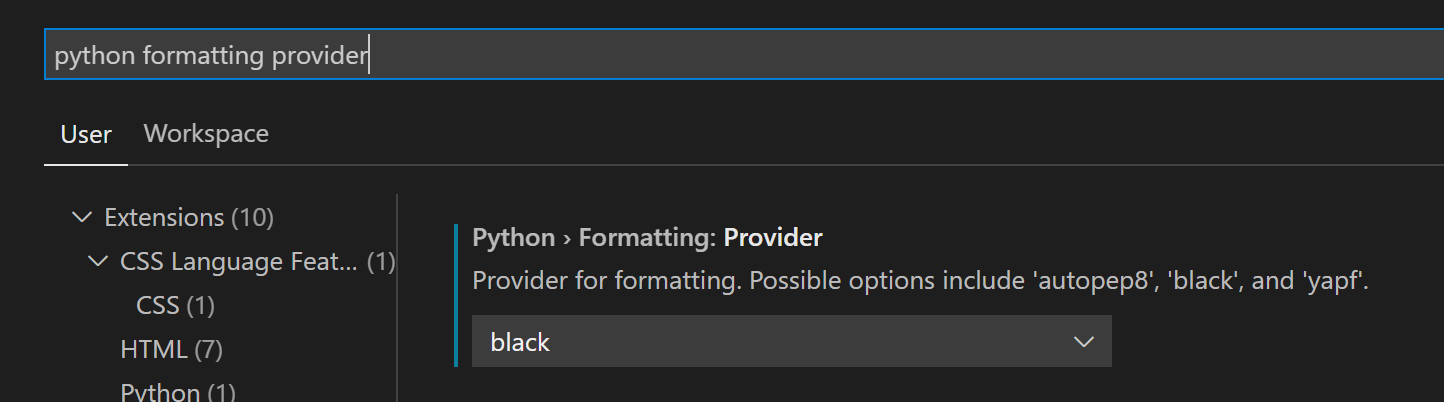 python formatting provider
User Workspace
Extensions (10)
CSS Language Feat... (1)
CSS (1)
HTML (7)
Python (1)
Python › Formatting: Provider
Provider for formatting. Possible options include 'autopep8', 'black', and 'yapf'.
black